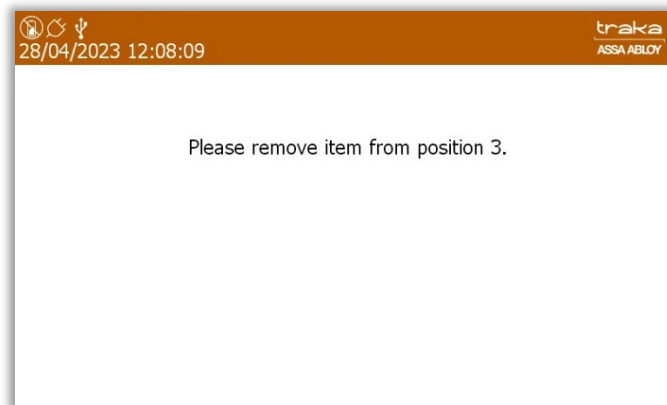 28/04/2023 12:08:09
traka
ASSA ABLOY
Please remove item from position 3.